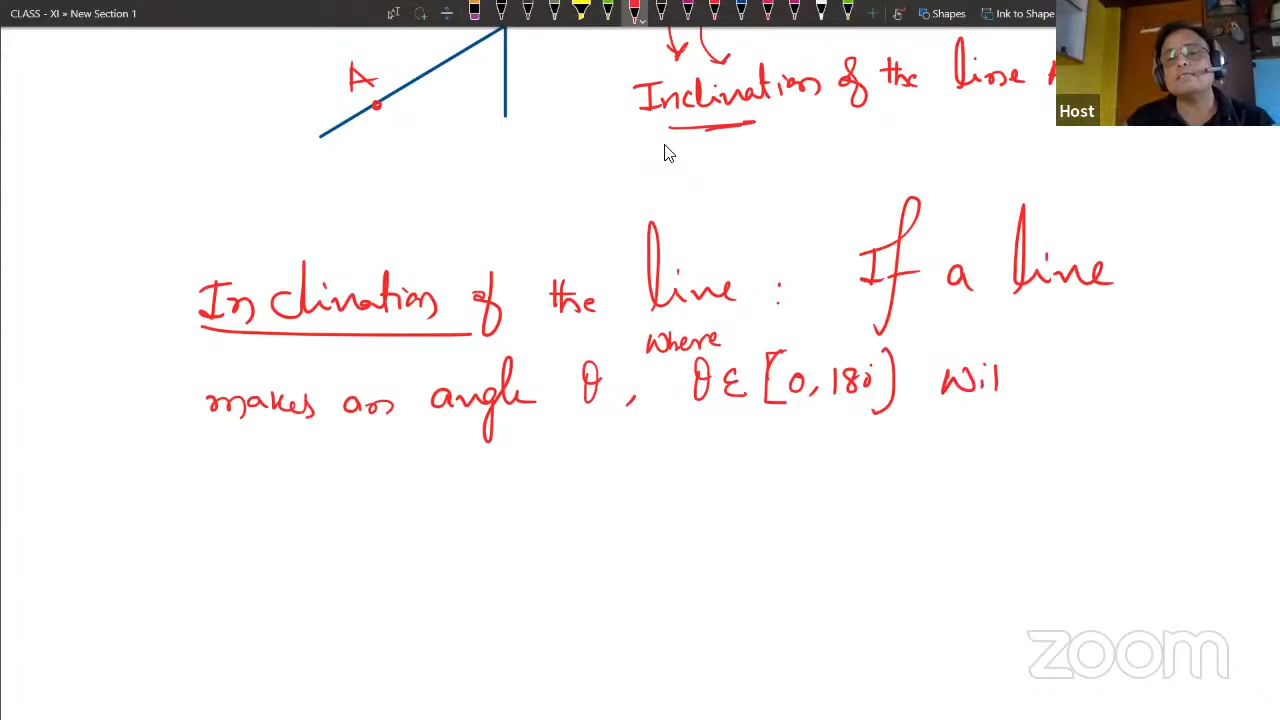 CLASS - XI » New Section 1
Shapes
Ink to Shape
Host
A
Inclination of the line
Inclination of the line : If a line
where
makes an angle θ , θ ε [0, 180°) wil
zoom